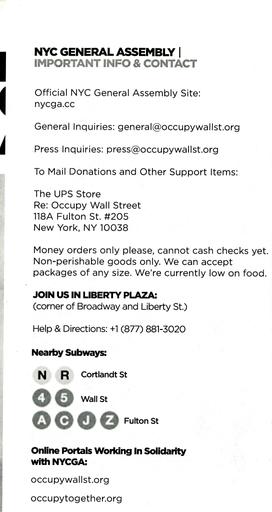 NYC GENERAL ASSEMBLY |
IMPORTANT INFO & CONTACT
Official NYC General Assembly Site:
nycga.cc
General Inquiries: general@occupywallst.org
Press Inquiries: press@occupywallst.org
To Mail Donations and Other Support Items:
The UPS Store
Re: Occupy Wall Street
118A Fulton St. #205
New York, NY 10038
Money orders only please, cannot cash checks yet.
Non-perishable goods only. We can accept
packages of any size. We're currently low on food.
JOIN US IN LIBERTY PLAZA:
(corner of Broadway and Liberty St.)
Help & Directions: +1 (877) 881-3020
Nearby Subways:
N R Cortlandt St
4 5 Wall St
A C J Z Fulton St
Online Portals Working In Solidarity
with NYCGA:
occupywallst.org
occupytogether.org